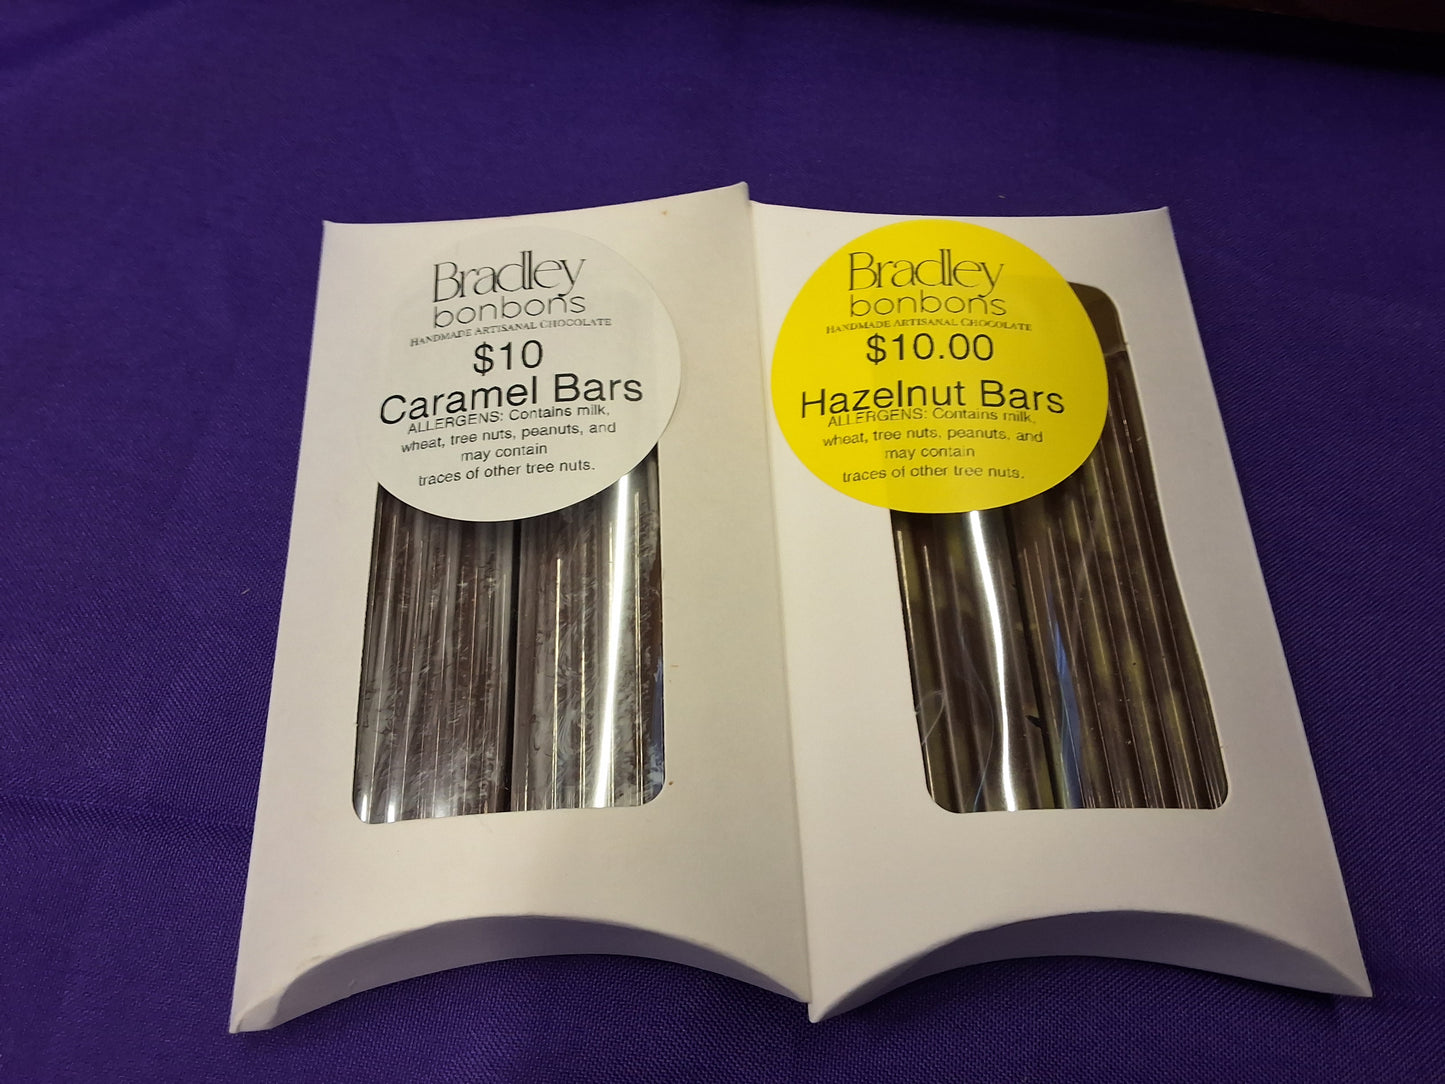 Bradley
bonbons
HANDMADE ARTISANAL CHOCOLATE
$10
Caramel Bars
ALLERGENS: Contains milk,
wheat, tree nuts, peanuts, and
may contain
traces of other tree nuts.
Bradley
bonbons
HANDMADE ARTISANAL CHOCOLATE
$10.00
Hazelnut Bars
ALLERGENS: Contains milk,
wheat, tree nuts, peanuts, and
may contain
traces of other tree nuts.